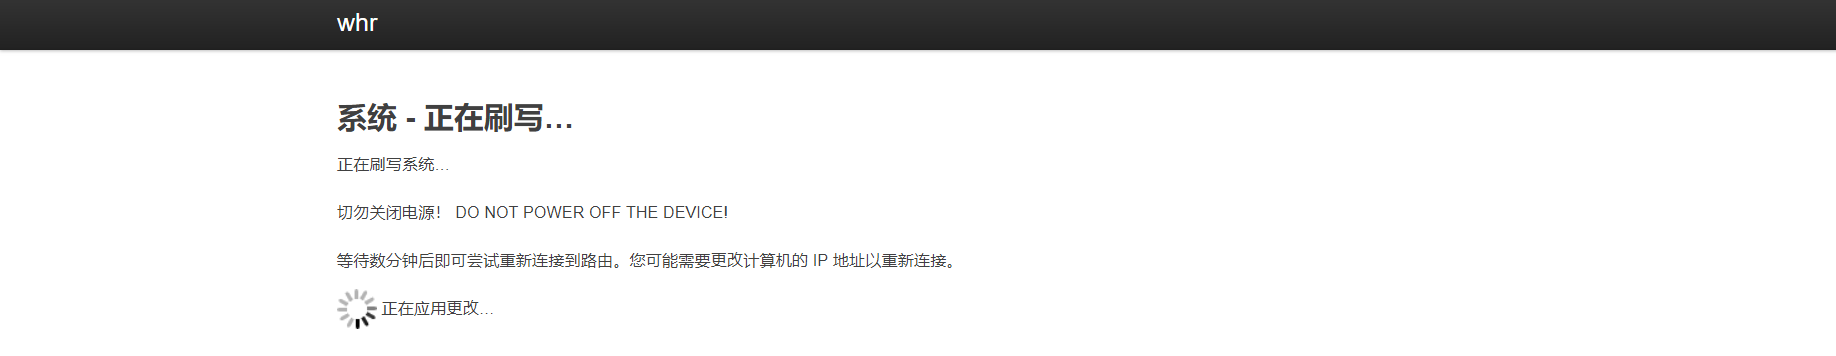 whr
系统 - 正在刷写…
正在刷写系统…
切勿关闭电源！ DO NOT POWER OFF THE DEVICE!
等待数分钟后即可尝试重新连接到路由。您可能需要更改计算机的 IP 地址以重新连接。
正在应用更改…